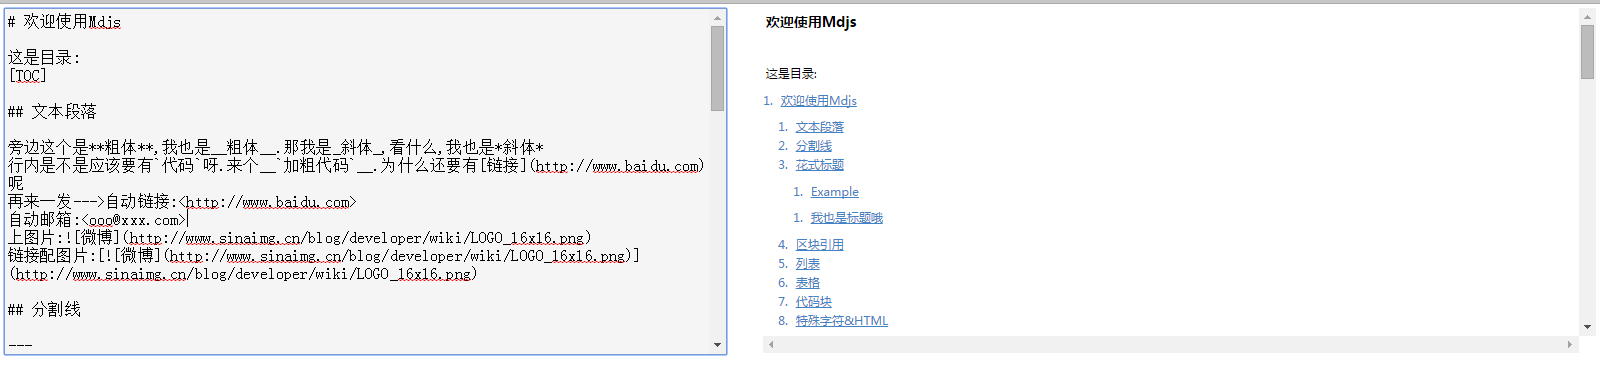 # 欢迎使用Mdjs
这是目录:
[TOC]
## 文本段落
旁边这个是**粗体**,我也是__粗体__.那我是_斜体_,看什么,我也是*斜体*
行内是不是应该要有`代码`呀.来个__`加粗代码`__.为什么还要有[链接](http://www.baidu.com)
呢
再来一发--->自动链接:<http://www.baidu.com>
自动邮箱:<ooo@xxx.com>
上图片:![微博](http://www.sinaimg.cn/blog/developer/wiki/LOGO_16x16.png)
链接配图片:[![微博](http://www.sinaimg.cn/blog/developer/wiki/LOGO_16x16.png)]
(http://www.sinaimg.cn/blog/developer/wiki/LOGO_16x16.png)
## 分割线
---
欢迎使用Mdjs
这是目录:
1. 欢迎使用Mdjs
1. 文本段落
2. 分割线
3. 花式标题
1. Example
1. 我也是标题哦
4. 区块引用
5. 列表
6. 表格
7. 代码块
8. 特殊字符&HTML